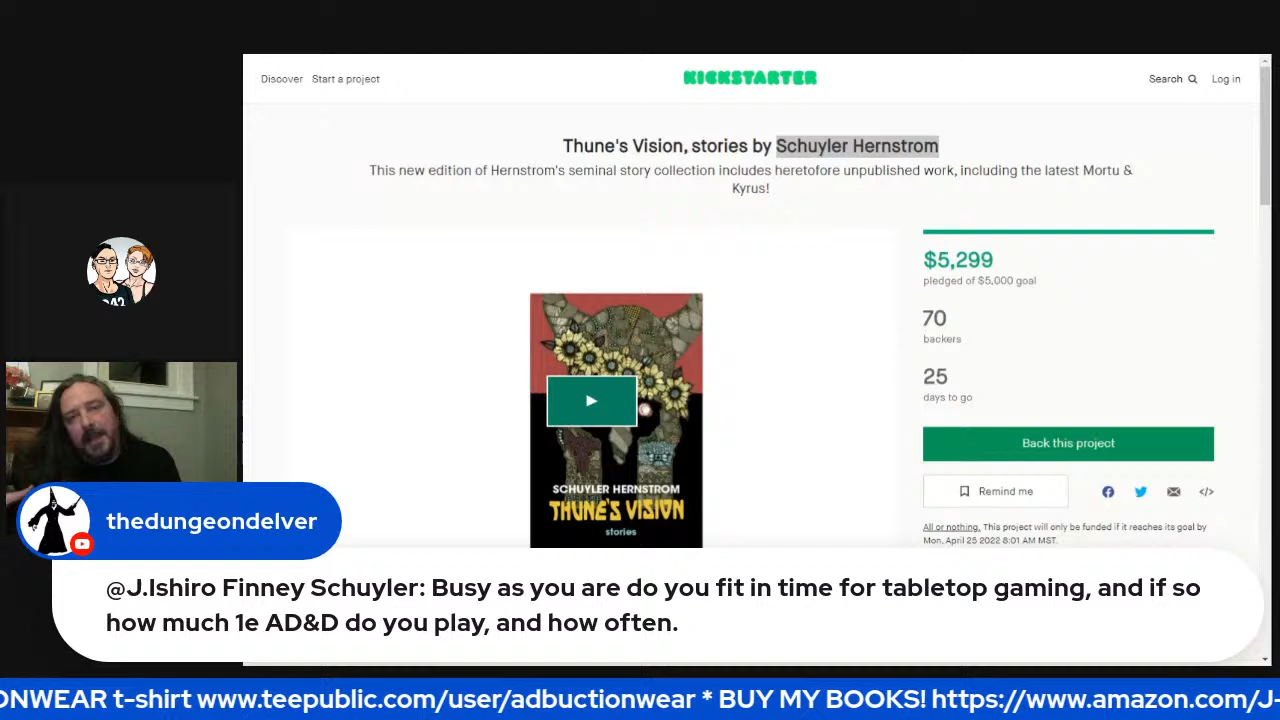 Discover Start a project
KICKSTARTER
Search Log in
Thune's Vision, stories by Schuyler Hernstrom
This new edition of Hernstrom's seminal story collection includes heretofore unpublished work, including the latest Mortu &
Kyrus!
$5,299
pledged of $5,000 goal
70
backers
25
days to go
Back this project
Remind me
</>
All or nothing. This project will only be funded if it reaches its goal by
Mon, April 25 2022 8:01 AM MST.
SCHUYLER HERNSTROM
THUNE'S VISION
stories
thedungeondelver
@J.Ishiro Finney Schuyler: Busy as you are do you fit in time for tabletop gaming, and if so
how much 1e AD&D do you play, and how often.
ONWEAR t-shirt www.teepublic.com/user/adbuctionwear * BUY MY BOOKS! https://www.amazon.com/J-